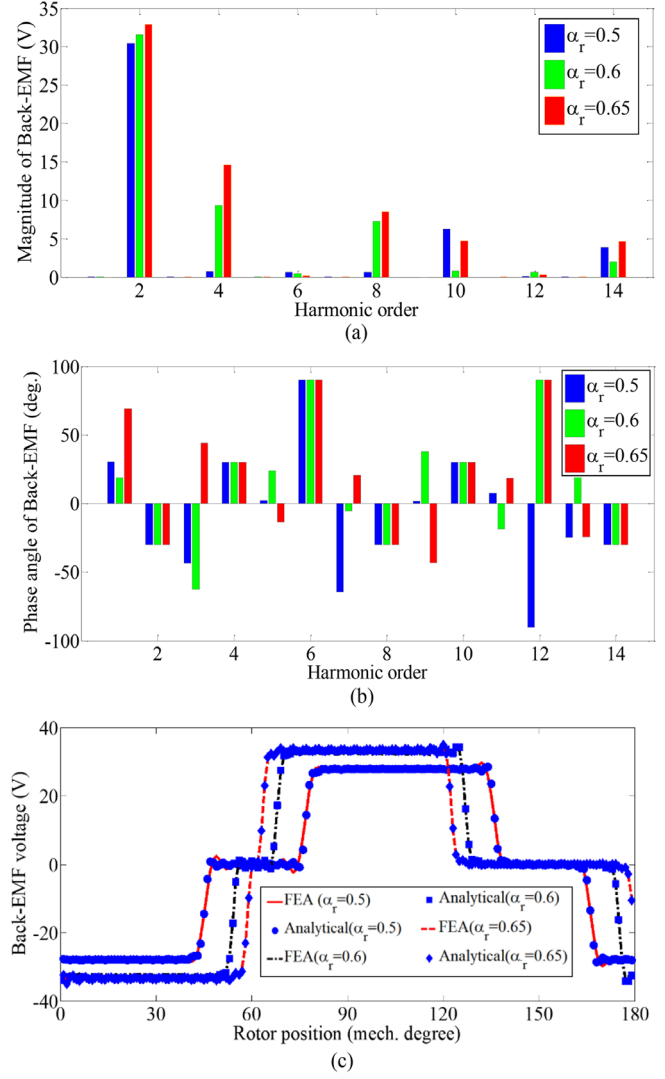 35
30
25
20
15
10
5
0
Magnitude of Back-EMF (V)
αr=0.5
αr=0.6
αr=0.65
2 4 6 8 10 12 14
Harmonic order
(a)
100
50
0
-50
-100
Phase angle of Back-EMF (deg.)
αr=0.5
αr=0.6
αr=0.65
2 4 6 8 10 12 14
Harmonic order
(b)
40
20
0
-20
-40
Back-EMF voltage (V)
FEA (αr=0.5)
Analytical(αr=0.5)
FEA(αr=0.6)
Analytical(αr=0.6)
FEA(αr=0.65)
Analytical(αr=0.65)
0 30 60 90 120 150 180
Rotor position (mech. degree)
(c)